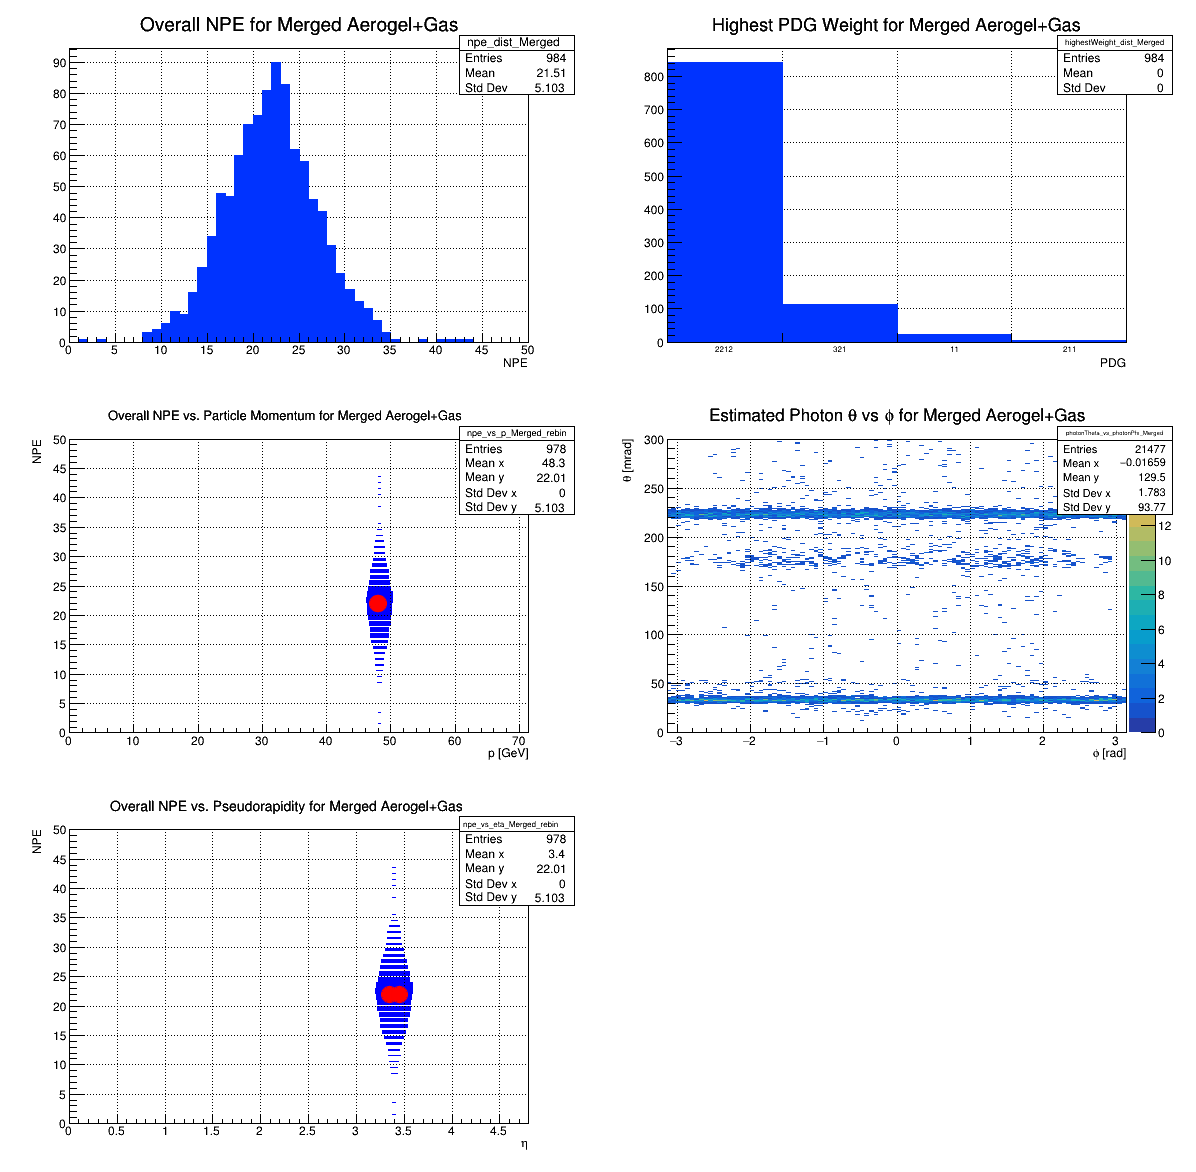 Overall NPE for Merged Aerogel+Gas
npe_dist_Merged
Entries 984
Mean 21.51
Std Dev 5.103
90
80
70
60
50
40
30
20
10
0
0 5 10 15 20 25 30 35 40 45 50
NPE
Highest PDG Weight for Merged Aerogel+Gas
highestWeight_dist_Merged
Entries 984
Mean 0
Std Dev 0
800
700
600
500
400
300
200
100
0
2212 321 11 211
PDG
Overall NPE vs. Particle Momentum for Merged Aerogel+Gas
npe_vs_p_Merged_rebin
Entries 978
Mean x 48.3
Mean y 22.01
Std Dev x 0
Std Dev y 5.103
NPE
50
45
40
35
30
25
20
15
10
5
0
0 10 20 30 40 50 60 70
p [GeV]
Estimated Photon θ vs ϕ for Merged Aerogel+Gas
photonTheta_vs_photonPhi_Merged
Entries 21477
Mean x −0.01659
Mean y 129.5
Std Dev x 1.783
Std Dev y 93.77
θ [mrad]
300
250
200
150
100
50
0
−3 −2 −1 0 1 2 3
ϕ [rad]
12
10
8
6
4
2
0
Overall NPE vs. Pseudorapidity for Merged Aerogel+Gas
npe_vs_eta_Merged_rebin
Entries 978
Mean x 3.4
Mean y 22.01
Std Dev x 0
Std Dev y 5.103
NPE
50
45
40
35
30
25
20
15
10
5
0
0 0.5 1 1.5 2 2.5 3 3.5 4 4.5
η